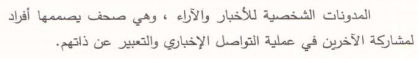 المدونات الشخصية للأخبار والآراء ، وهي صحف يصممها أفراد
لمشاركة الآخرين في عملية التواصل الإخباري والتعبير عن ذاتهم.